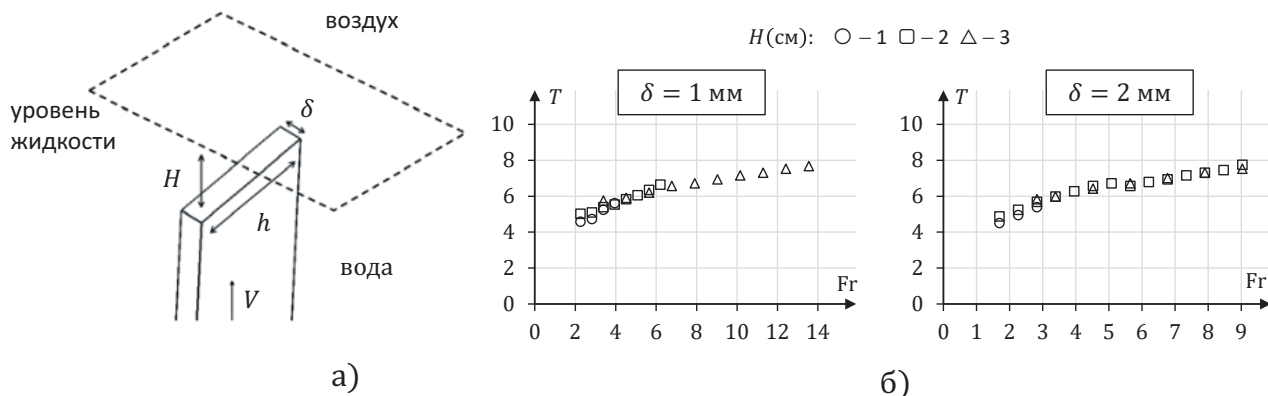 воздух
уровень
жидкости
δ
H
h
вода
V
а)
H(см): – 1 – 2 – 3
δ = 1 мм
T
10
8
6
4
2
0
0 2 4 6 8 10 12 14
Fr
δ = 2 мм
T
10
8
6
4
2
0
0 1 2 3 4 5 6 7 8 9
Fr
б)